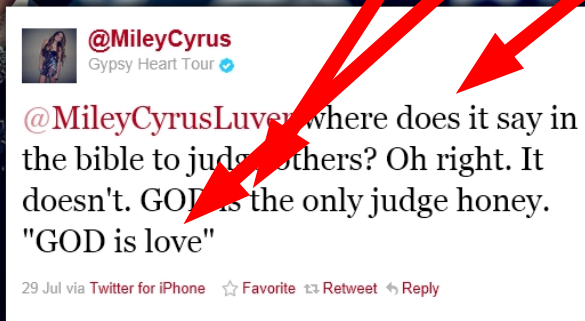 @MileyCyrus
Gypsy Heart Tour
@MileyCyrusLuver where does it say in
the bible to judge others? Oh right. It
doesn't. GOD is the only judge honey.
"GOD is love"
29 Jul via Twitter for iPhone Favorite Retweet Reply